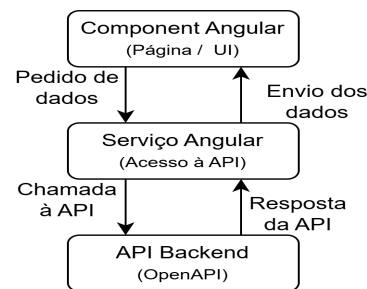 Component Angular
(Página / UI)
Pedido de
dados
Envio dos
dados
Serviço Angular
(Acesso à API)
Chamada
à API
Resposta
da API
API Backend
(OpenAPI)